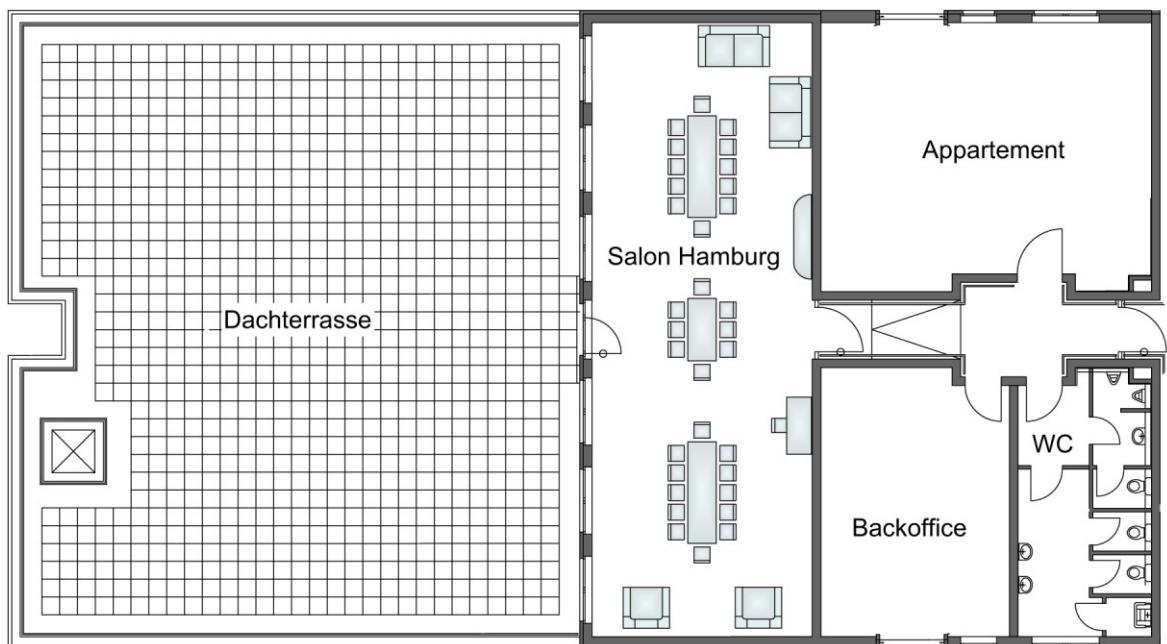 Appartement
Salon Hamburg
Dachterrasse
WC
Backoffice